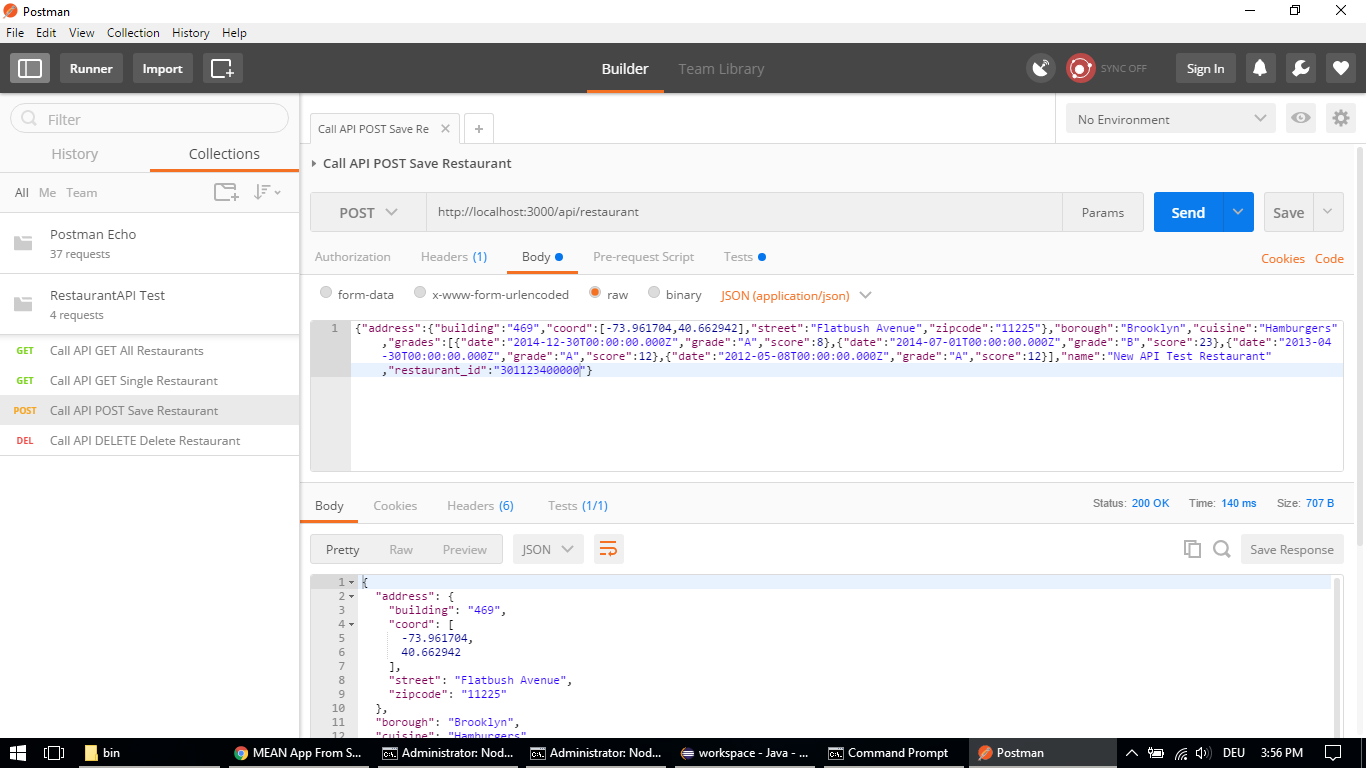 Postman
File Edit View Collection History Help
Runner Import Builder Team Library SYNC OFF Sign In
Filter
History Collections
All Me Team
Postman Echo
37 requests
RestaurantAPI Test
4 requests
GET Call API GET All Restaurants
GET Call API GET Single Restaurant
POST Call API POST Save Restaurant
DEL Call API DELETE Delete Restaurant
Call API POST Save Re × + No Environment
Call API POST Save Restaurant
POST http://localhost:3000/api/restaurant Params Send Save
Authorization Headers (1) Body Pre-request Script Tests Cookies Code
form-data x-www-form-urlencoded raw binary JSON (application/json)
1 {"address":{"building":"469","coord":[-73.961704,40.662942],"street":"Flatbush Avenue","zipcode":"11225"},"borough":"Brooklyn","cuisine":"Hamburgers"
,"grades":[{"date":"2014-12-30T00:00:00.000Z","grade":"A","score":8},{"date":"2014-07-01T00:00:00.000Z","grade":"B","score":23},{"date":"2013-04
-30T00:00:00.000Z","grade":"A","score":12},{"date":"2012-05-08T00:00:00.000Z","grade":"A","score":12}],"name":"New API Test Restaurant"
,"restaurant_id":"301123400000"}
Body Cookies Headers (6) Tests (1/1) Status: 200 OK Time: 140 ms Size: 707 B
Pretty Raw Preview JSON Save Response
1 {
2 "address": {
3 "building": "469",
4 "coord": [
5 -73.961704,
6 40.662942
7 ],
8 "street": "Flatbush Avenue",
9 "zipcode": "11225"
10 },
11 "borough": "Brooklyn",
12 "cuisine": "Hamburgers"
bin MEAN App From S... Administrator: Nod... Administrator: Nod... workspace - Java - ... Command Prompt Postman DEU 3:56 PM